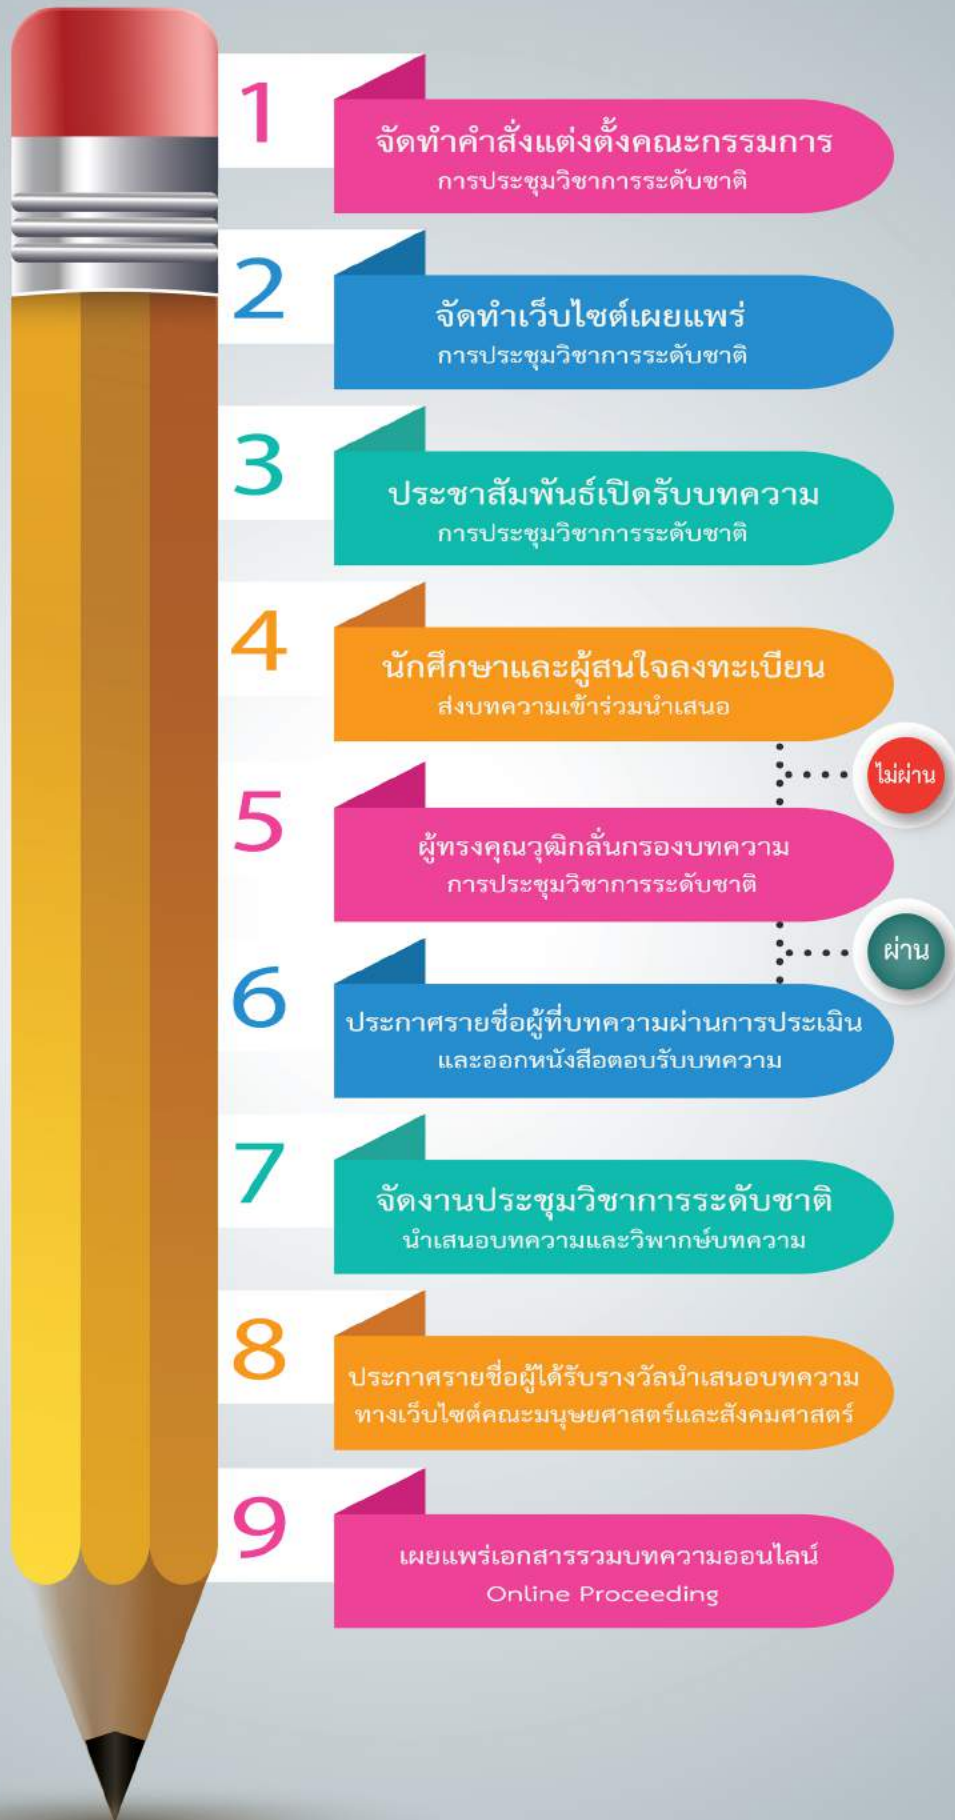 1
จัดทำคำสั่งแต่งตั้งคณะกรรมการ
การประชุมวิชาการระดับชาติ
2
จัดทำเว็บไซต์เผยแพร่
การประชุมวิชาการระดับชาติ
3
ประชาสัมพันธ์เปิดรับบทความ
การประชุมวิชาการระดับชาติ
4
นักศึกษาและผู้สนใจลงทะเบียน
ส่งบทความเข้าร่วมนำเสนอ
ไม่ผ่าน
5
ผู้ทรงคุณวุฒิกลั่นกรองบทความ
การประชุมวิชาการระดับชาติ
ผ่าน
6
ประกาศรายชื่อผู้ที่บทความผ่านการประเมิน
และออกหนังสือตอบรับบทความ
7
จัดงานประชุมวิชาการระดับชาติ
นำเสนอบทความและวิพากษ์บทความ
8
ประกาศรายชื่อผู้ได้รับรางวัลนำเสนอบทความ
ทางเว็บไซต์คณะมนุษยศาสตร์และสังคมศาสตร์
9
เผยแพร่เอกสารรวมบทความออนไลน์
Online Proceeding